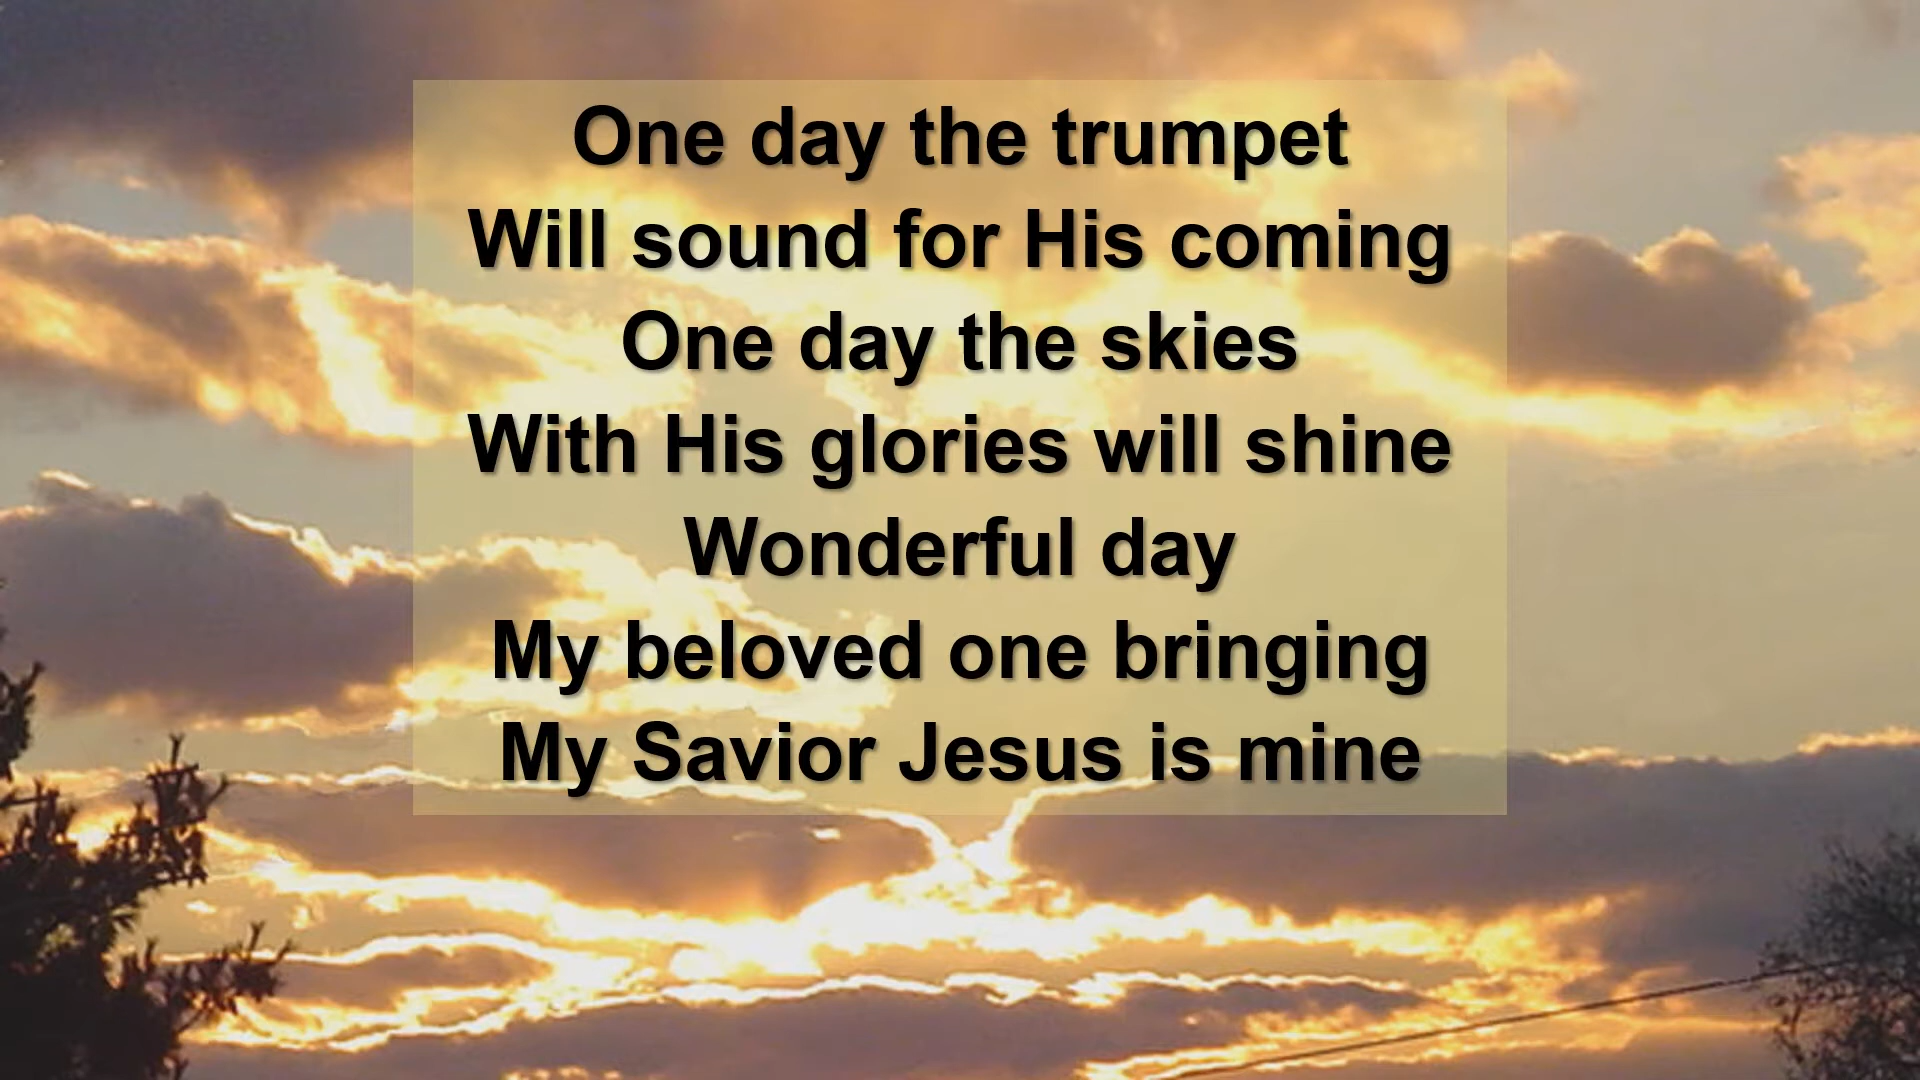 One day the trumpet
Will sound for His coming
One day the skies
With His glories will shine
Wonderful day
My beloved one bringing
My Savior Jesus is mine